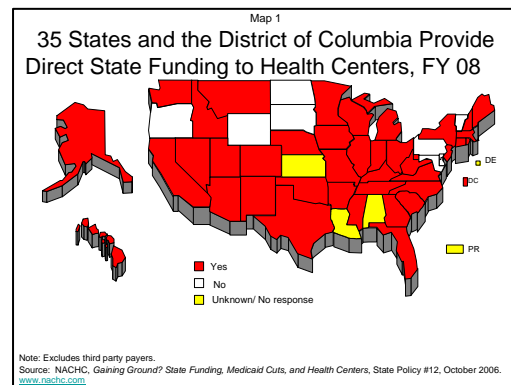 Map 1
35 States and the District of Columbia Provide
Direct State Funding to Health Centers, FY 08
DE
DC
PR
Yes
No
Unknown/ No response
Note: Excludes third party payers.
Source: NACHC, Gaining Ground? State Funding, Medicaid Cuts, and Health Centers, State Policy #12, October 2006.
www.nachc.com